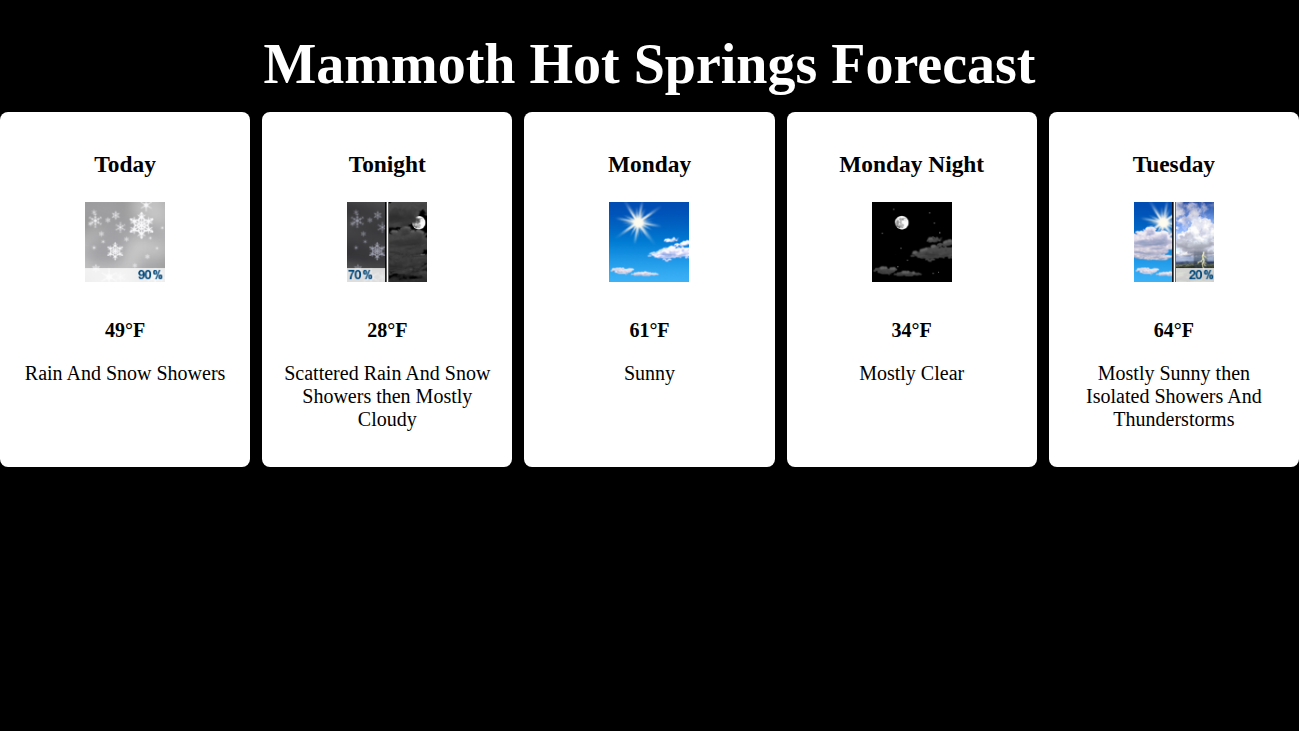 Mammoth Hot Springs Forecast
Today
90%
49°F
Rain And Snow Showers
Tonight
70%
28°F
Scattered Rain And Snow
Showers then Mostly
Cloudy
Monday
61°F
Sunny
Monday Night
34°F
Mostly Clear
Tuesday
20%
64°F
Mostly Sunny then
Isolated Showers And
Thunderstorms